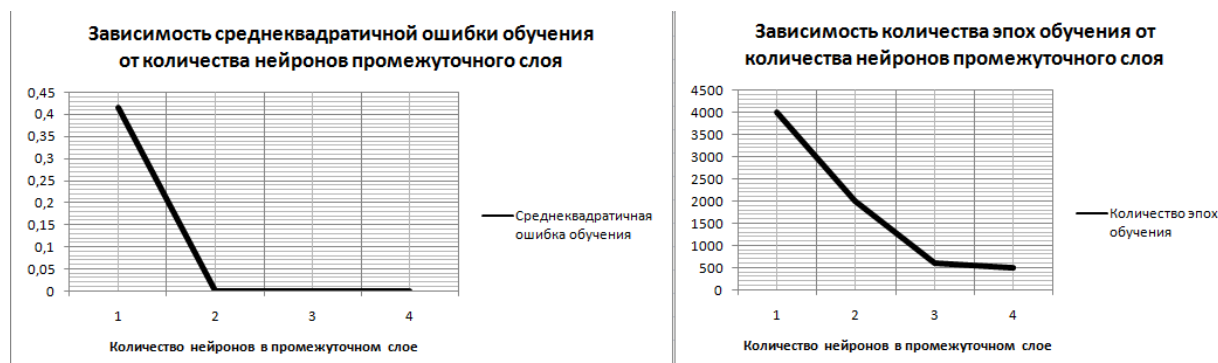 Зависимость среднеквадратичной ошибки обучения
от количества нейронов промежуточного слоя
0,45
0,4
0,35
0,3
0,25
0,2
0,15
0,1
0,05
0
1 2 3 4
Количество нейронов в промежуточном слое
Среднеквадратичная
ошибка обучения
Зависимость количества эпох обучения от
количества нейронов промежуточного слоя
4500
4000
3500
3000
2500
2000
1500
1000
500
0
1 2 3 4
Количество нейронов в промежуточном слое
Количество эпох
обучения